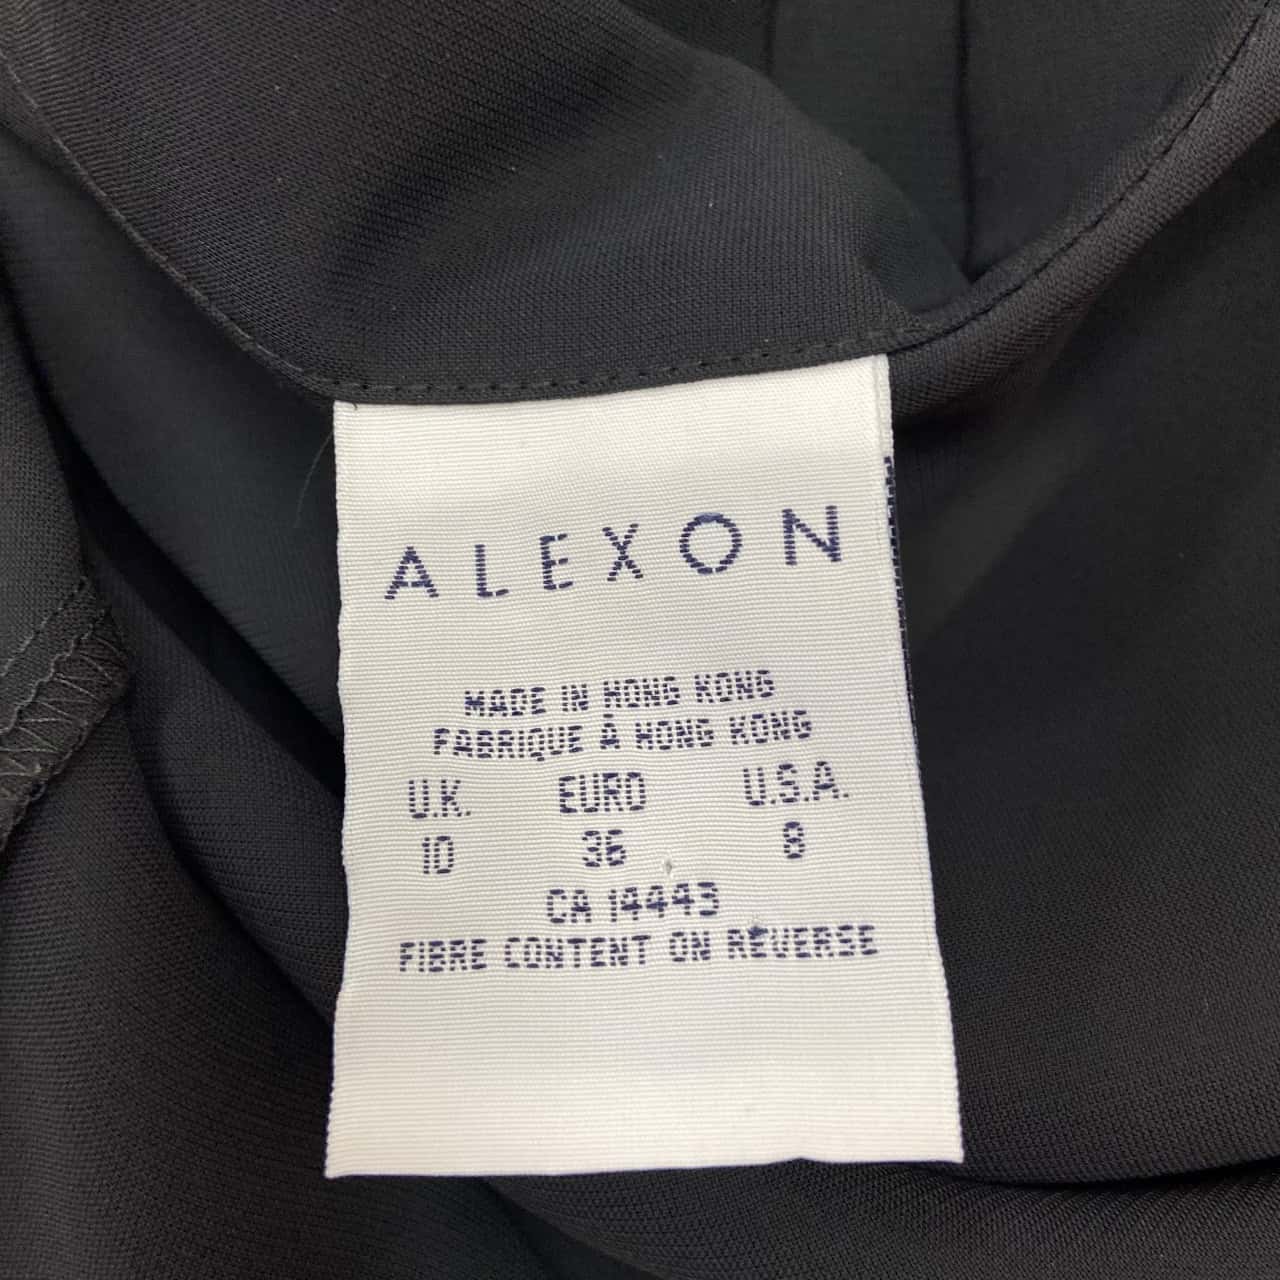 ALEXON
MADE IN HONG KONG
FABRIQUE À HONG KONG
U.K. EURO U.S.A.
10 36 8
CA 14443
FIBRE CONTENT ON REVERSE